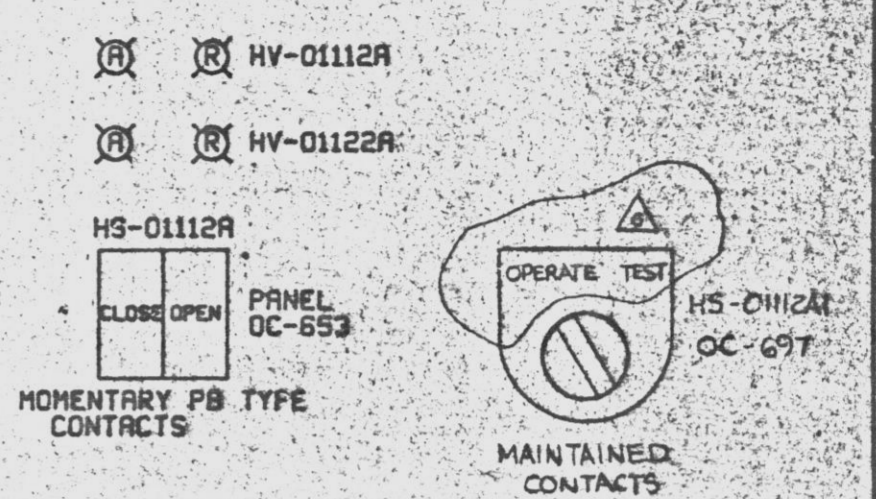 A R HV-01112A
A R HV-01122A
HS-01112A
CLOSE OPEN
PANEL
OC-653
MOMENTARY PB TYPE
CONTACTS
6
OPERATE TEST
HS-01112A1
OC-697
MAINTAINED
CONTACTS